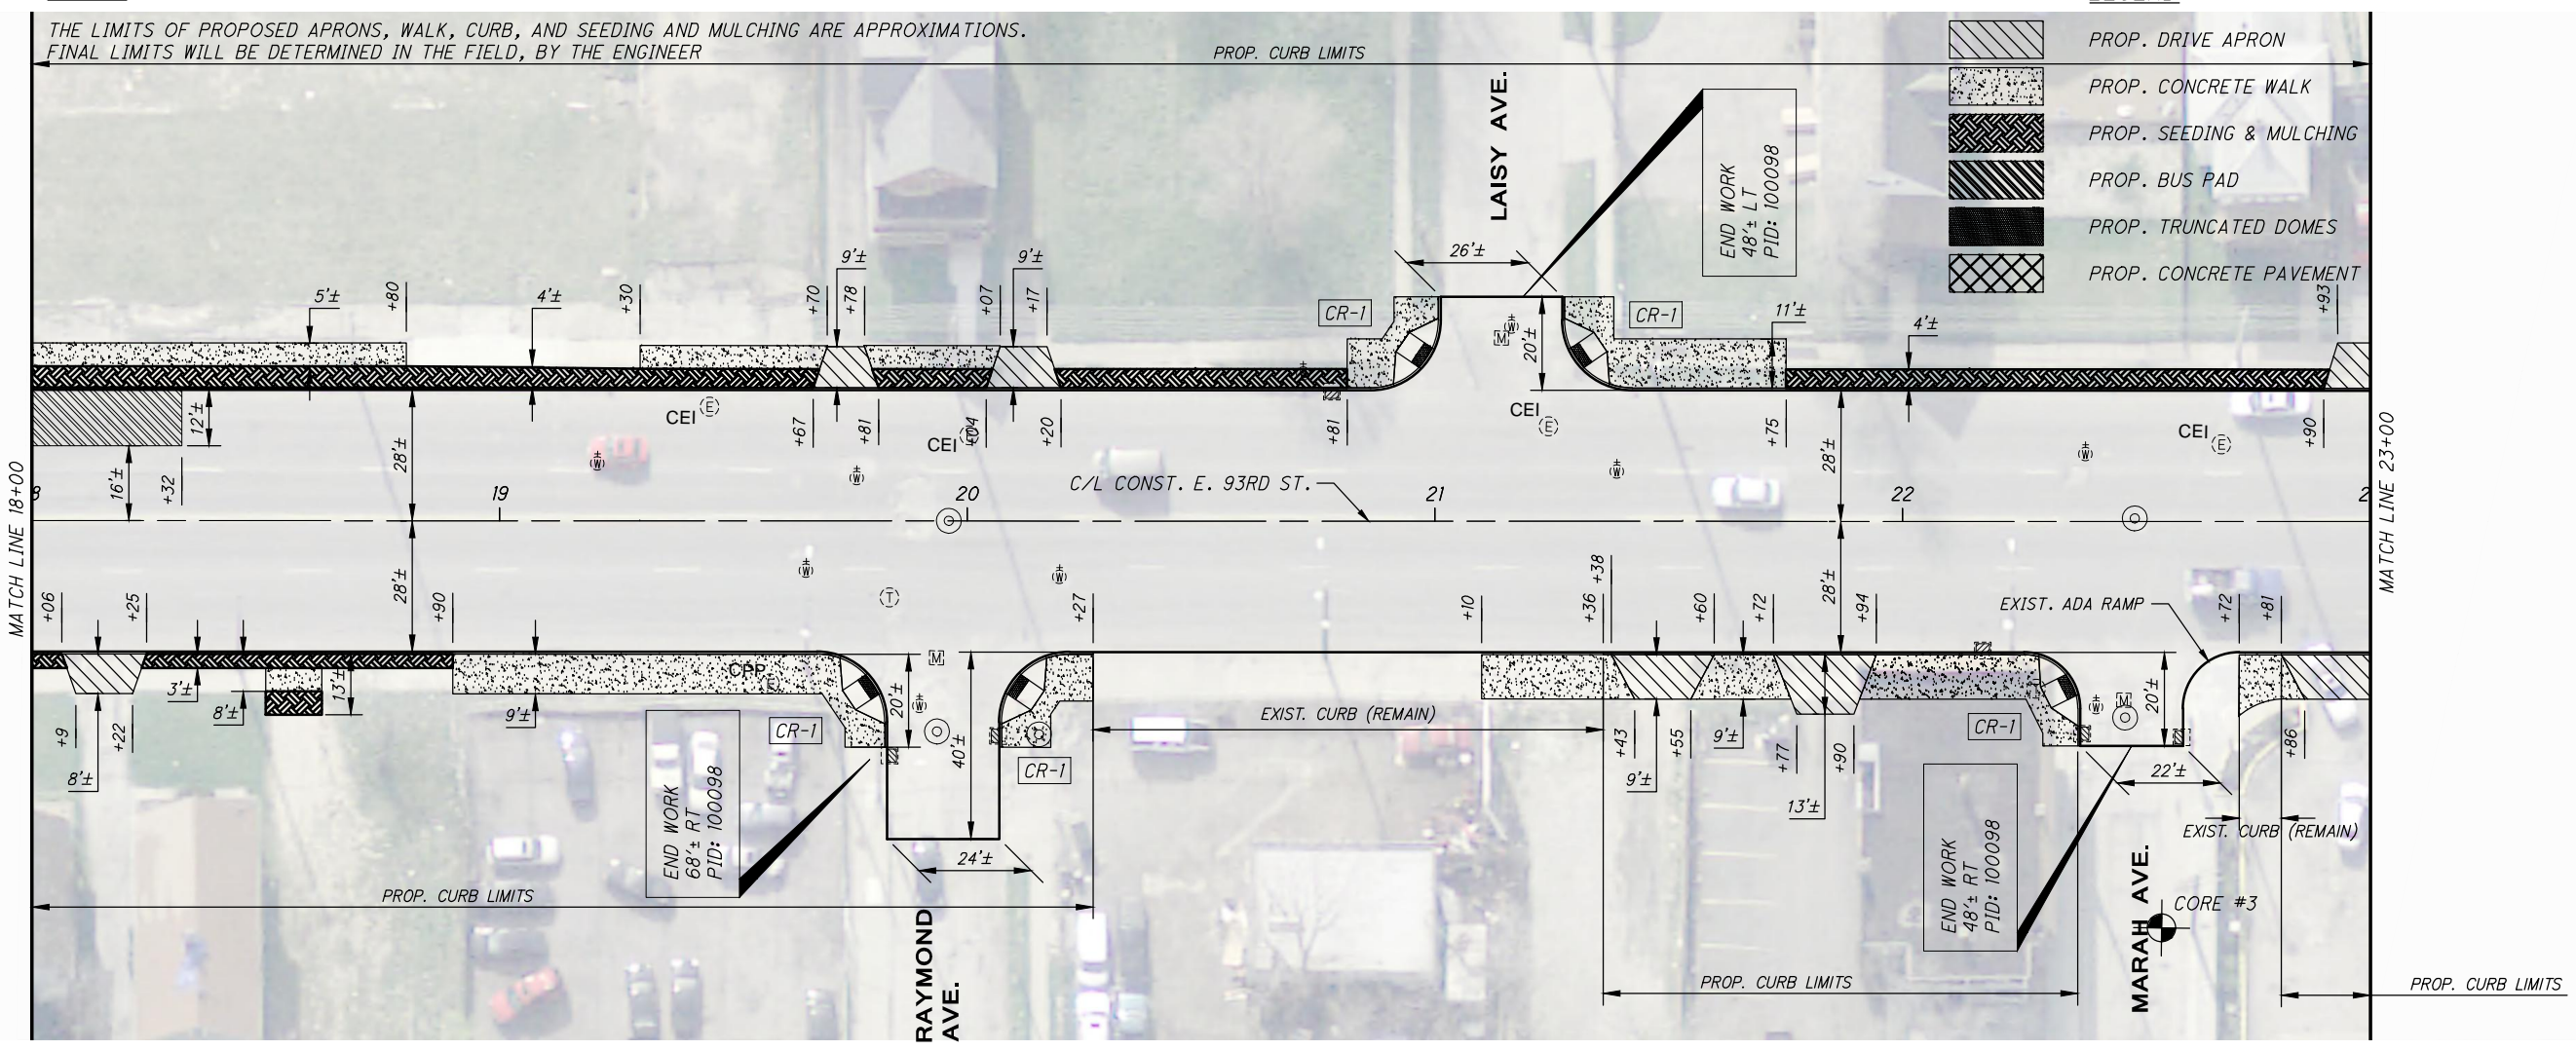 THE LIMITS OF PROPOSED APRONS, WALK, CURB, AND SEEDING AND MULCHING ARE APPROXIMATIONS.
FINAL LIMITS WILL BE DETERMINED IN THE FIELD, BY THE ENGINEER
PROP. CURB LIMITS
PROP. DRIVE APRON
PROP. CONCRETE WALK
PROP. SEEDING & MULCHING
PROP. BUS PAD
PROP. TRUNCATED DOMES
PROP. CONCRETE PAVEMENT
LAISY AVE.
END WORK
48'± LT
PID: 100098
5'±
+80
4'±
+30
+70
9'±
+78
+07
9'±
+17
CR-1
26'±
20'±
CR-1
11'±
4'±
+93
12'±
16'±
+32
28'±
CEI
E
+67
+81
CEI
E
+04
+20
+81
CEI
E
+75
28'±
CEI
E
+90
M
±
(W)
±
(W)
±
(W)
±
(W)
±
(W)
MATCH LINE 18+00
8
19
20
C/L CONST. E. 93RD ST.
21
22
2
MATCH LINE 23+00
+06
+25
28'±
+90
±
(W)
T
±
(W)
+27
+10
+36
+38
+60
+72
28'±
+94
EXIST. ADA RAMP
+72
+81
+9
8'±
+22
3'±
8'±
13'±
9'±
CPP
E
CR-1
M
20'±
±
(W)
40'±
CR-1
24'±
EXIST. CURB (REMAIN)
+43
9'±
+55
9'±
+77
13'±
+90
CR-1
±
(W)
M
20'±
22'±
+86
EXIST. CURB (REMAIN)
END WORK
68'± RT
PID: 100098
END WORK
48'± RT
PID: 100098
PROP. CURB LIMITS
RAYMOND
AVE.
MARAH AVE.
CORE #3
PROP. CURB LIMITS
PROP. CURB LIMITS